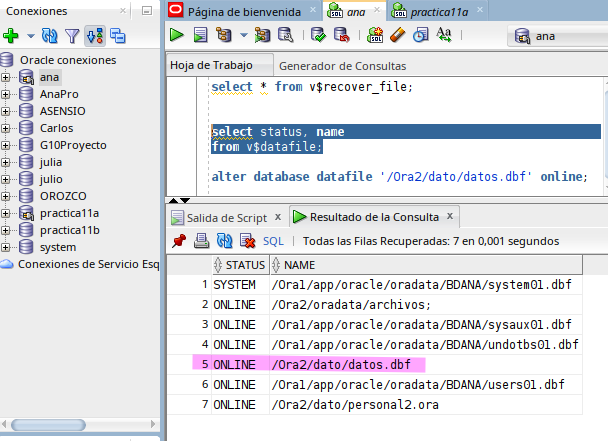 Conexiones
Oracle conexiones
ana
AnaPro
ASENSIO
Carlos
G10Proyecto
julia
julio
OROZCO
practica11a
practica11b
system
Conexiones de Servicio Esq
Página de bienvenida
ana
practica11a
SQL
SQL
Aa
ana
Hoja de Trabajo
Generador de Consultas
select * from v$recover_file;
select status, name
from v$datafile;
alter database datafile '/Ora2/dato/datos.dbf' online;
Salida de Script
Resultado de la Consulta
SQL
Todas las Filas Recuperadas: 7 en 0,001 segundos
STATUS NAME
1 SYSTEM /Ora1/app/oracle/oradata/BDANA/system01.dbf
2 ONLINE /Ora2/oradata/archivos;
3 ONLINE /Ora1/app/oracle/oradata/BDANA/sysaux01.dbf
4 ONLINE /Ora1/app/oracle/oradata/BDANA/undotbs01.dbf
5 ONLINE /Ora2/dato/datos.dbf
6 ONLINE /Ora1/app/oracle/oradata/BDANA/users01.dbf
7 ONLINE /Ora2/dato/personal2.ora